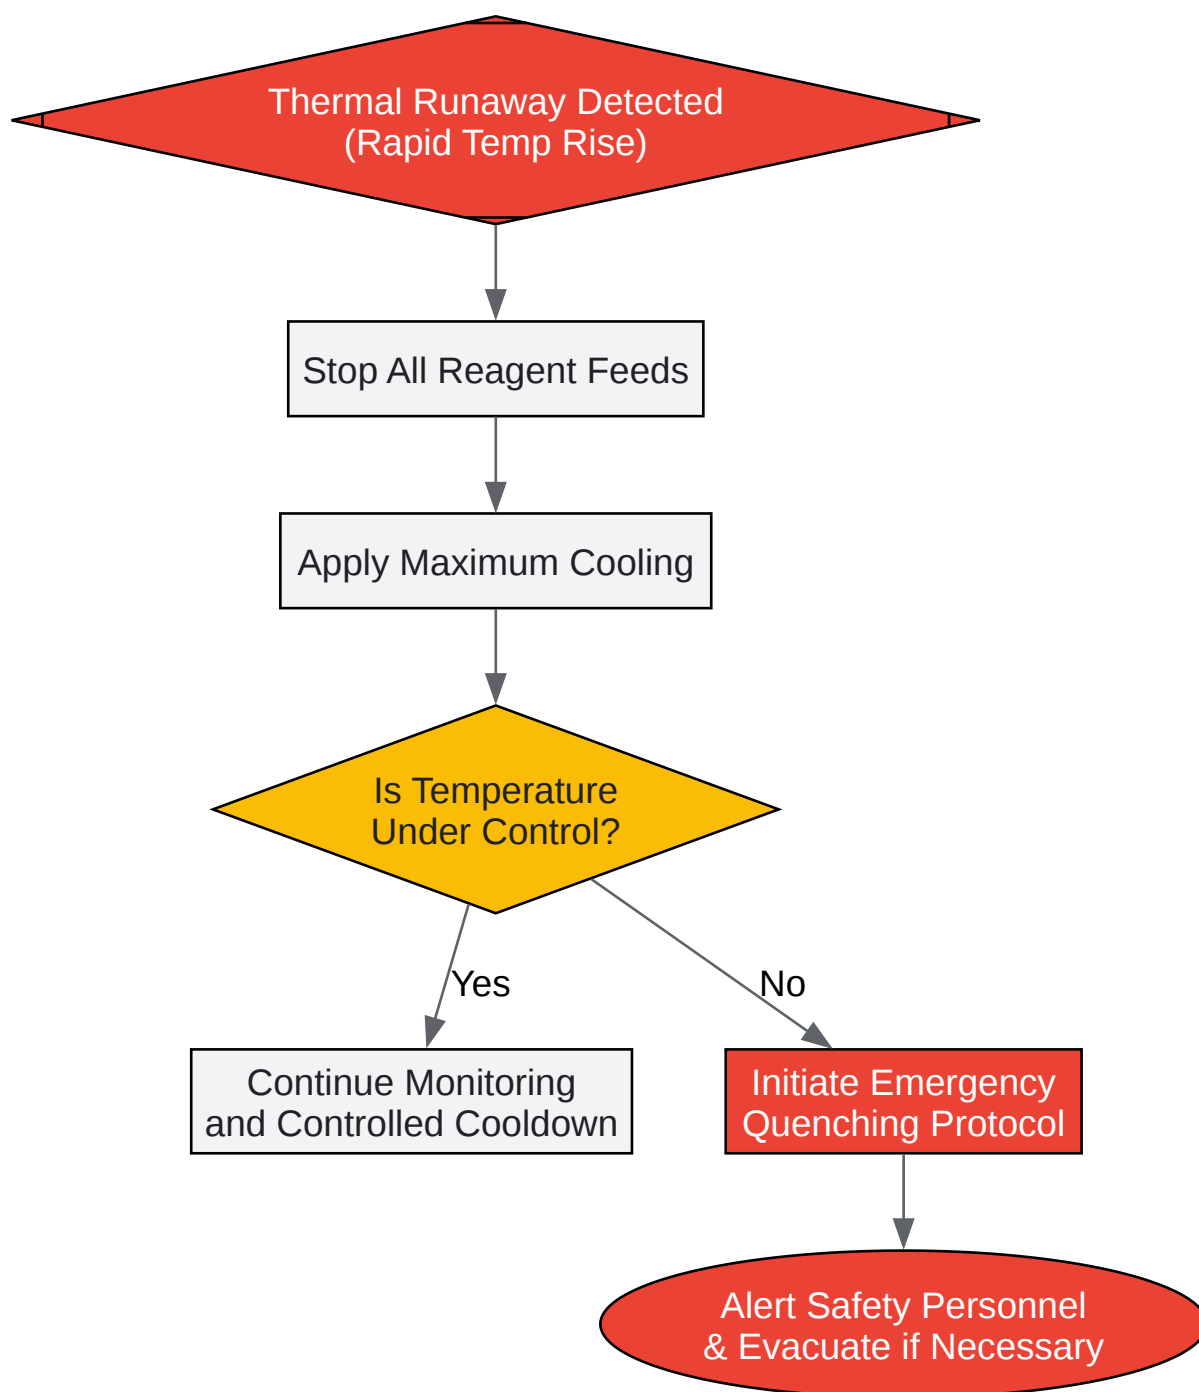 Thermal Runaway Detected
(Rapid Temp Rise)
Stop All Reagent Feeds
Apply Maximum Cooling
Is Temperature
Under Control?
Yes
No
Continue Monitoring
and Controlled Cooldown
Initiate Emergency
Quenching Protocol
Alert Safety Personnel
& Evacuate if Necessary